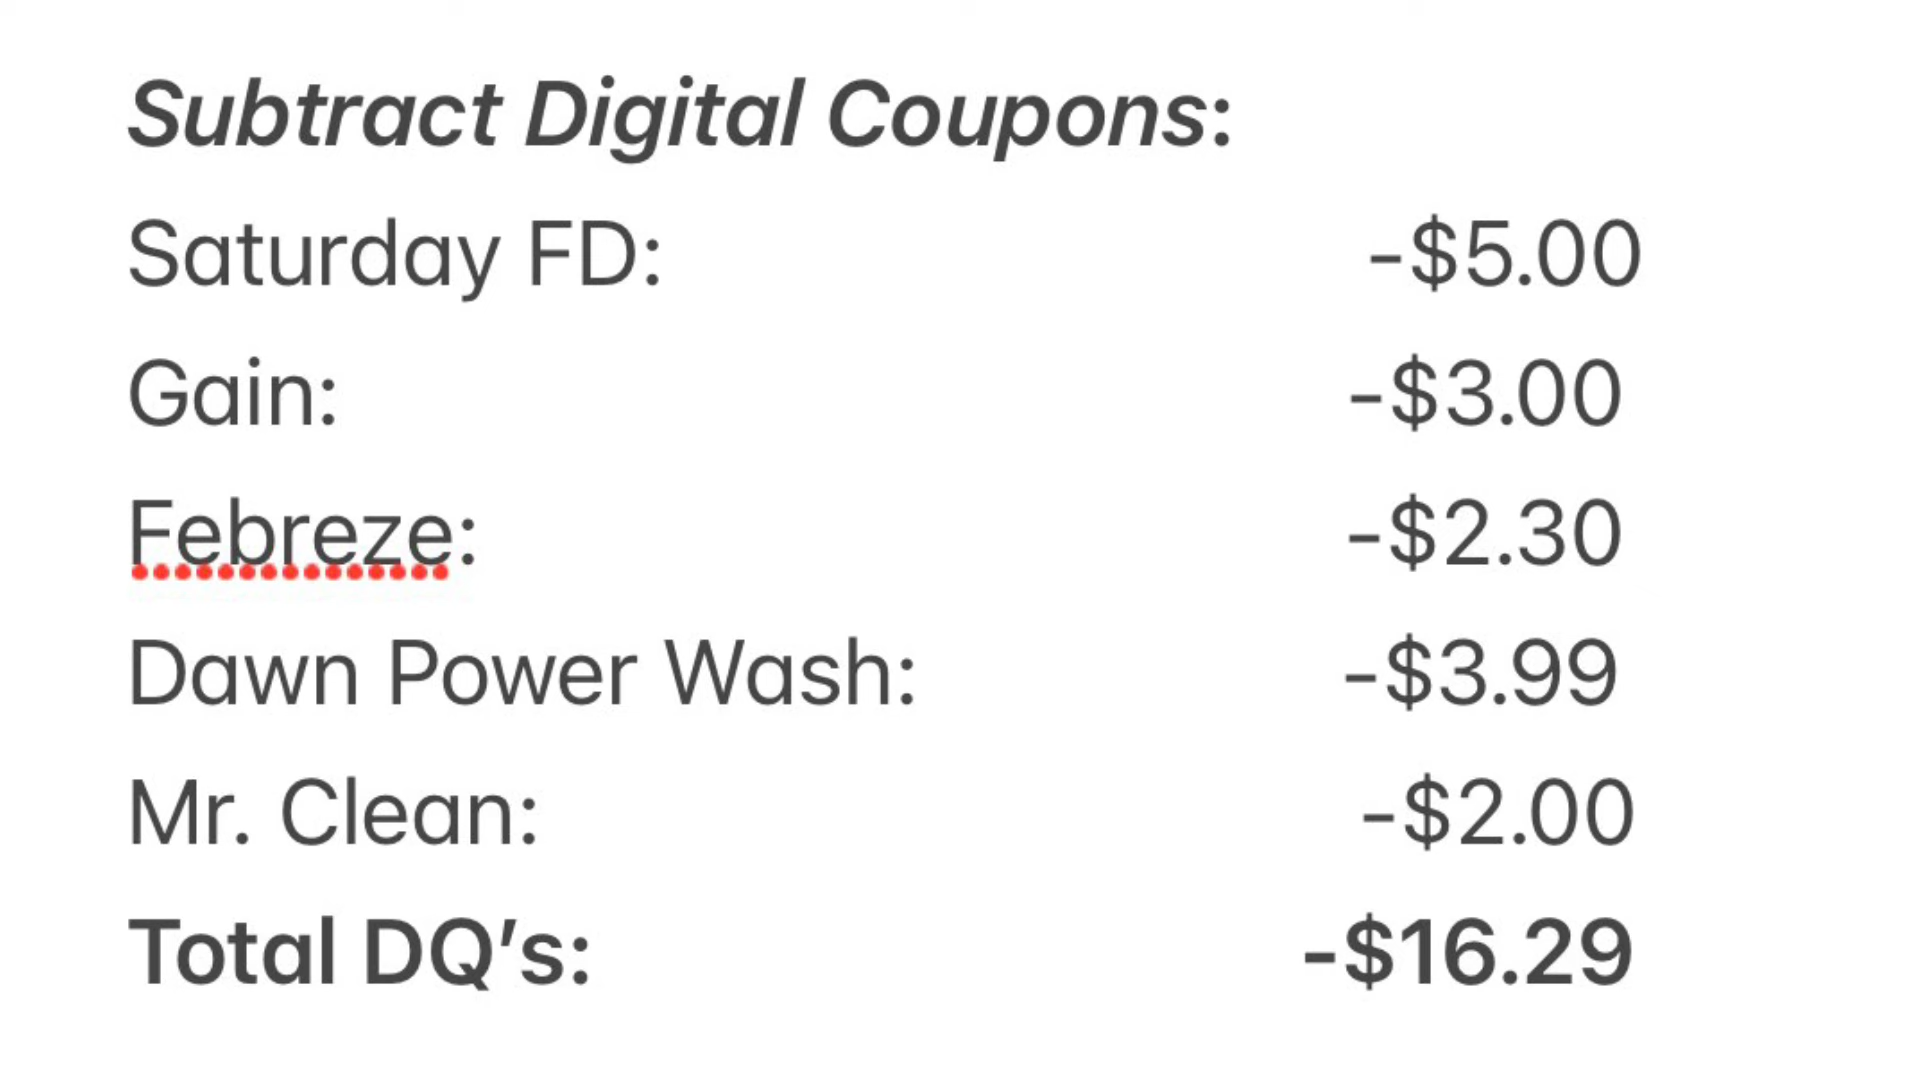 Subtract Digital Coupons:
Saturday FD: -$5.00
Gain: -$3.00
Febreze: -$2.30
Dawn Power Wash: -$3.99
Mr. Clean: -$2.00
Total DQ’s: -$16.29